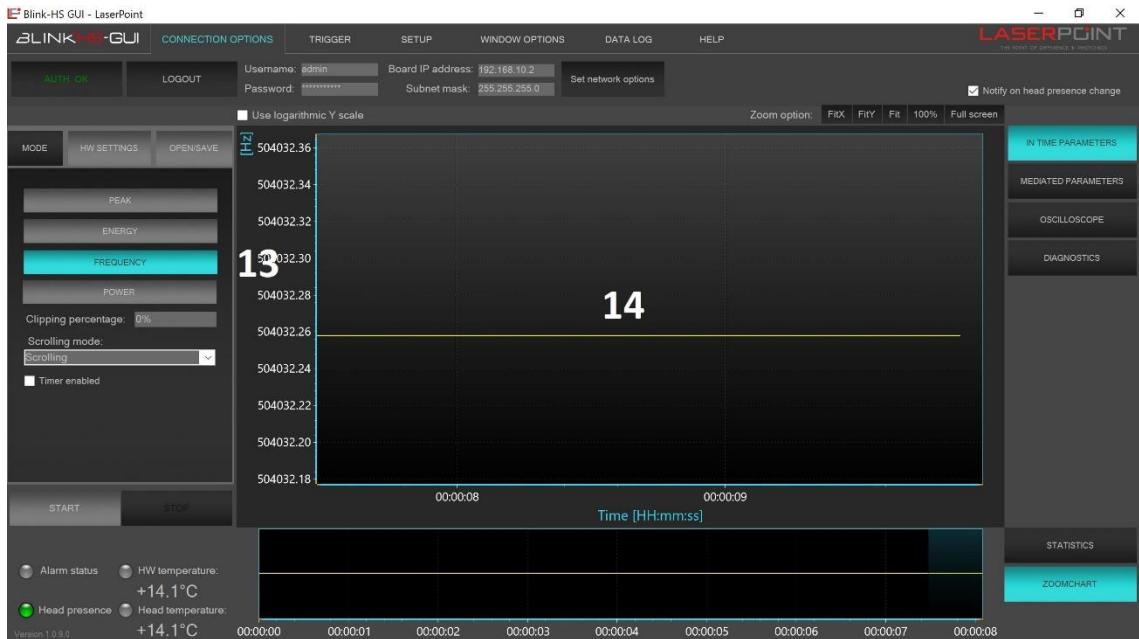 Blink-HS GUI - LaserPoint
BLINKHS-GUI
CONNECTION OPTIONS
TRIGGER
SETUP
WINDOW OPTIONS
DATA LOG
HELP
LASERPOINT
THE POINT OF DIFFERENCE IN PHOTONICS
AUTH. OK
LOGOUT
Username: admin
Password: ***********
Board IP address: 192.168.10.2
Subnet mask: 255.255.255.0
Set network options
Notify on head presence change
Use logarithmic Y scale
Zoom option: FitX FitY Fit 100% Full screen
MODE
HW SETTINGS
OPEN/SAVE
PEAK
ENERGY
FREQUENCY
POWER
Clipping percentage: 0%
Scrolling mode:
Scrolling
Timer enabled
START
STOP
Alarm status
HW temperature:
+14.1°C
Head presence
Head temperature:
+14.1°C
Version 1.0.9.0
[Hz]
504032.36
504032.34
504032.32
504032.30
504032.28
504032.26
504032.24
504032.22
504032.20
504032.18
13
14
00:00:08 00:00:09
Time [HH:mm:ss]
00:00:00 00:00:01 00:00:02 00:00:03 00:00:04 00:00:05 00:00:06 00:00:07 00:00:08
IN TIME PARAMETERS
MEDIATED PARAMETERS
OSCILLOSCOPE
DIAGNOSTICS
STATISTICS
ZOOMCHART